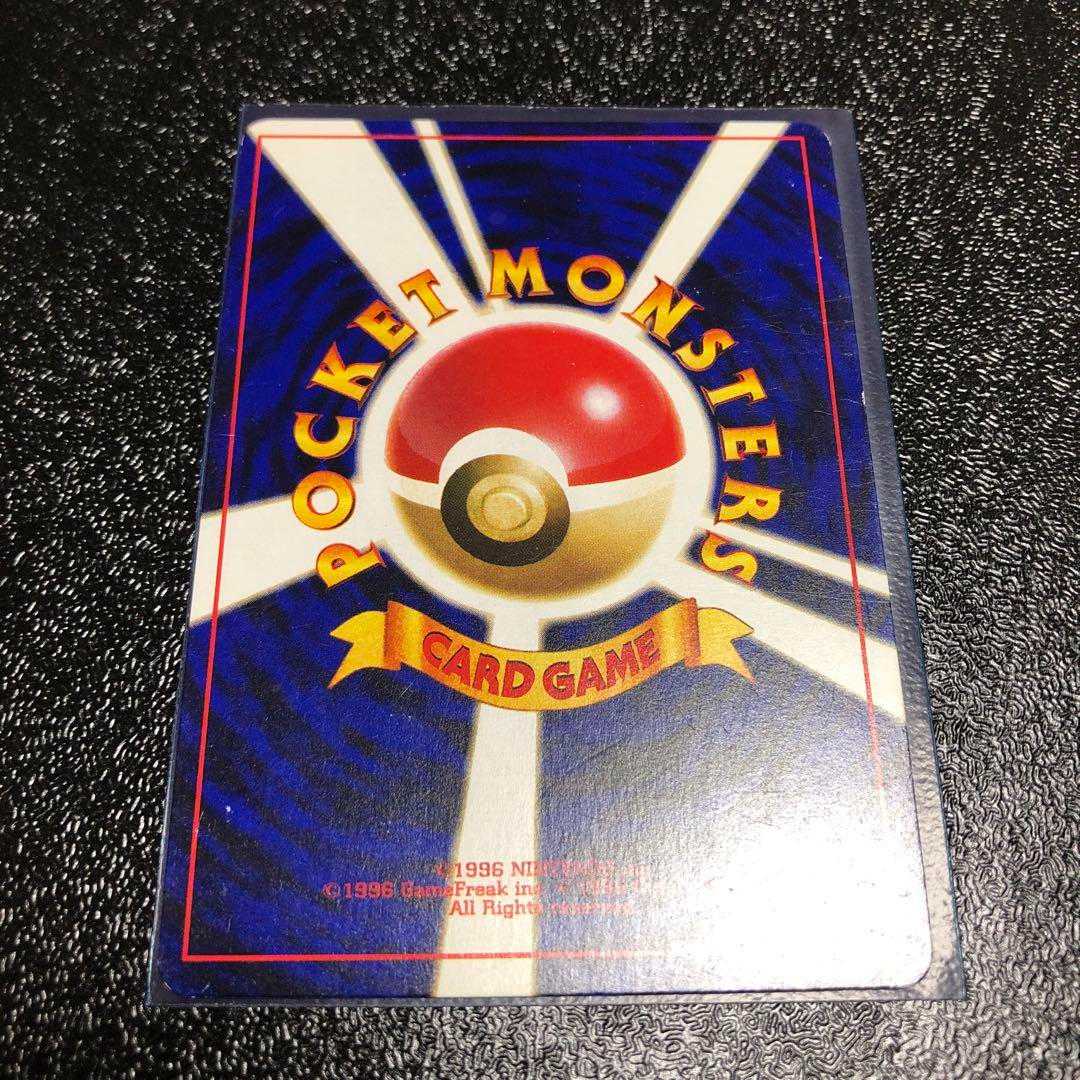 POCKET MONSTERS
CARD GAME
©1996 NINTENDO
©1996 GameFreak inc.
All Rights reserved